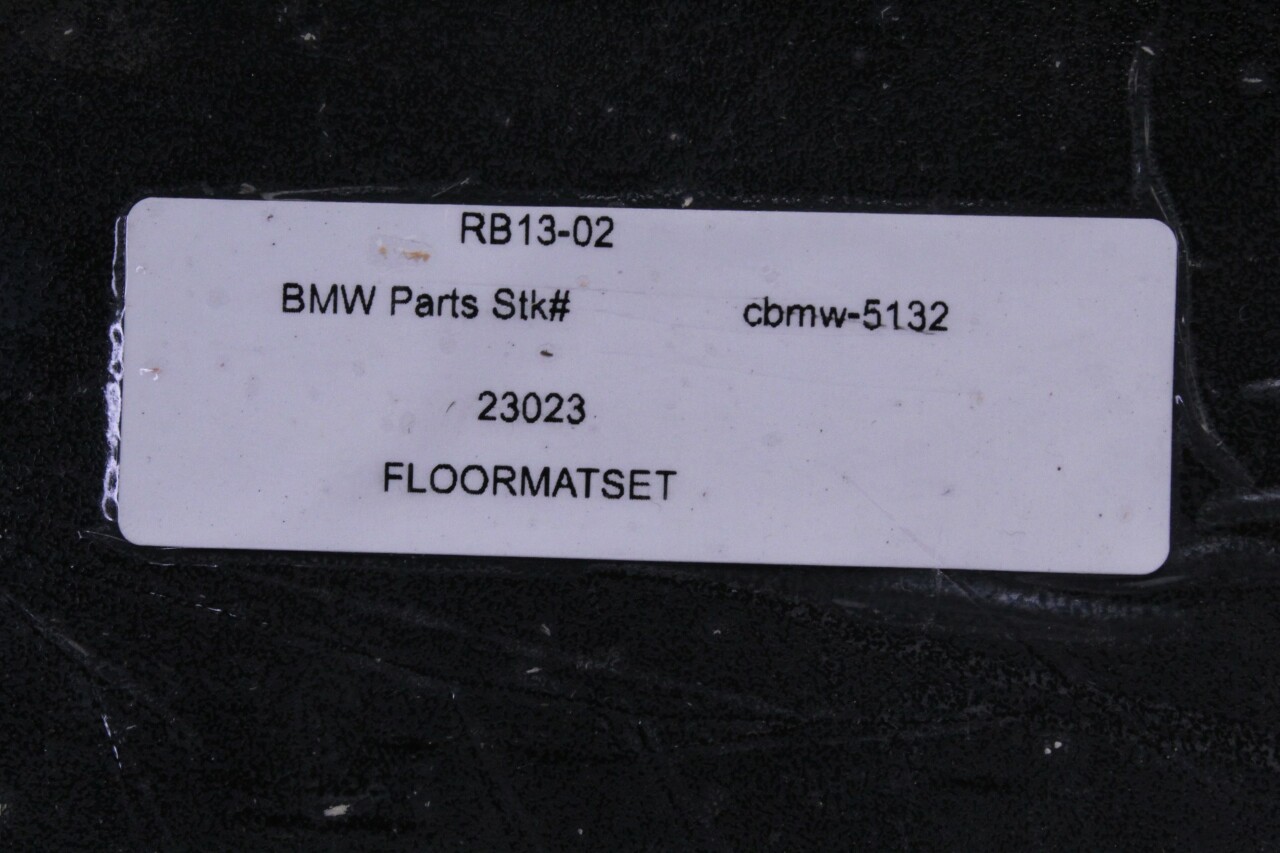 RB13-02
BMW Parts Stk# cbmw-5132
23023
FLOORMATSET